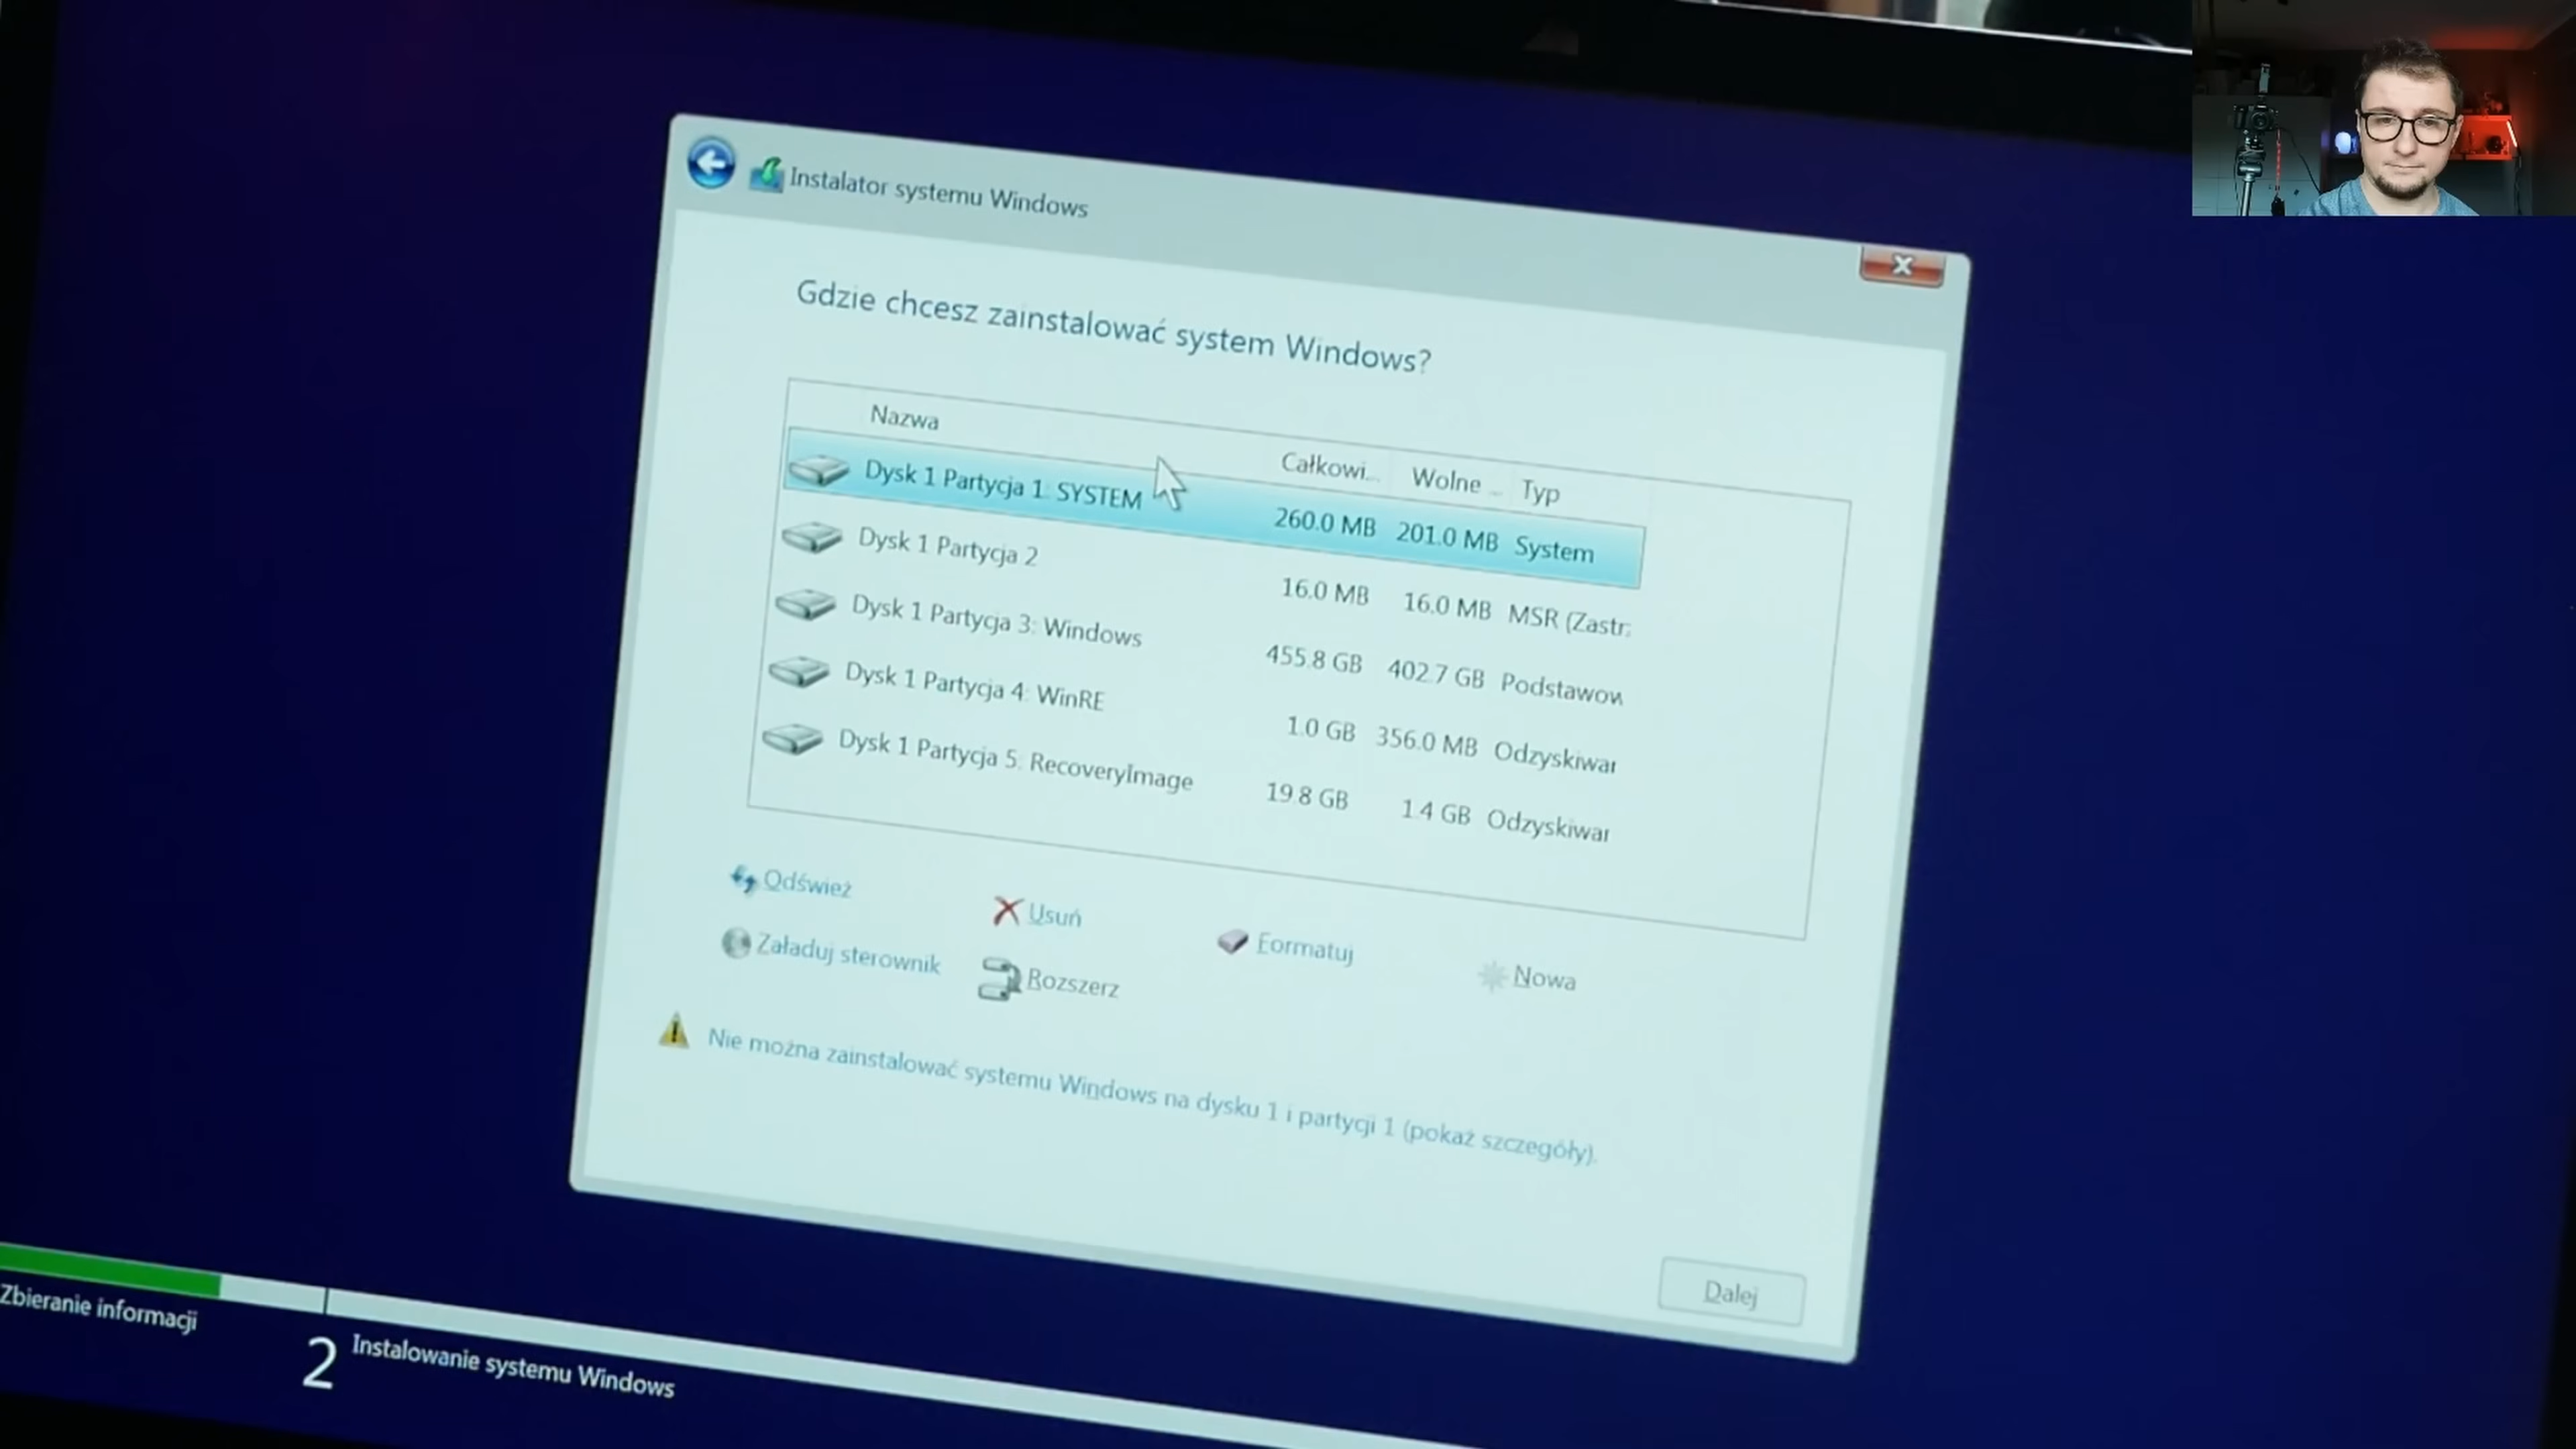 Instalator systemu Windows
Gdzie chcesz zainstalować system Windows?
Nazwa Całkowi... Wolne ... Typ
Dysk 1 Partycja 1: SYSTEM 260.0 MB 201.0 MB System
Dysk 1 Partycja 2 16.0 MB 16.0 MB MSR (Zastr:
Dysk 1 Partycja 3: Windows 455.8 GB 402.7 GB Podstawow
Dysk 1 Partycja 4: WinRE 1.0 GB 356.0 MB Odzyskiwar
Dysk 1 Partycja 5: RecoveryImage 19.8 GB 1.4 GB Odzyskiwar
Odśwież Usuń Formatuj Nowa
Załaduj sterownik Rozszerz
Nie można zainstalować systemu Windows na dysku 1 i partycji 1 (pokaż szczegóły).
Dalej
Zbieranie informacji
2 Instalowanie systemu Windows